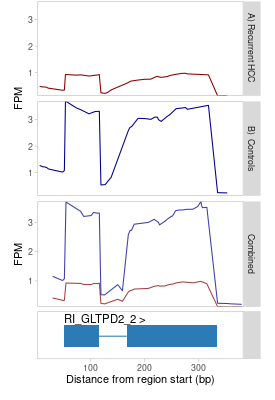 3
2
1
A) Recurrent HCC
FPM
3
2
1
B) Controls
3
2
1
FPM
Combined
RI_GLTPD2_2 >
100 200 300
Distance from region start (bp)